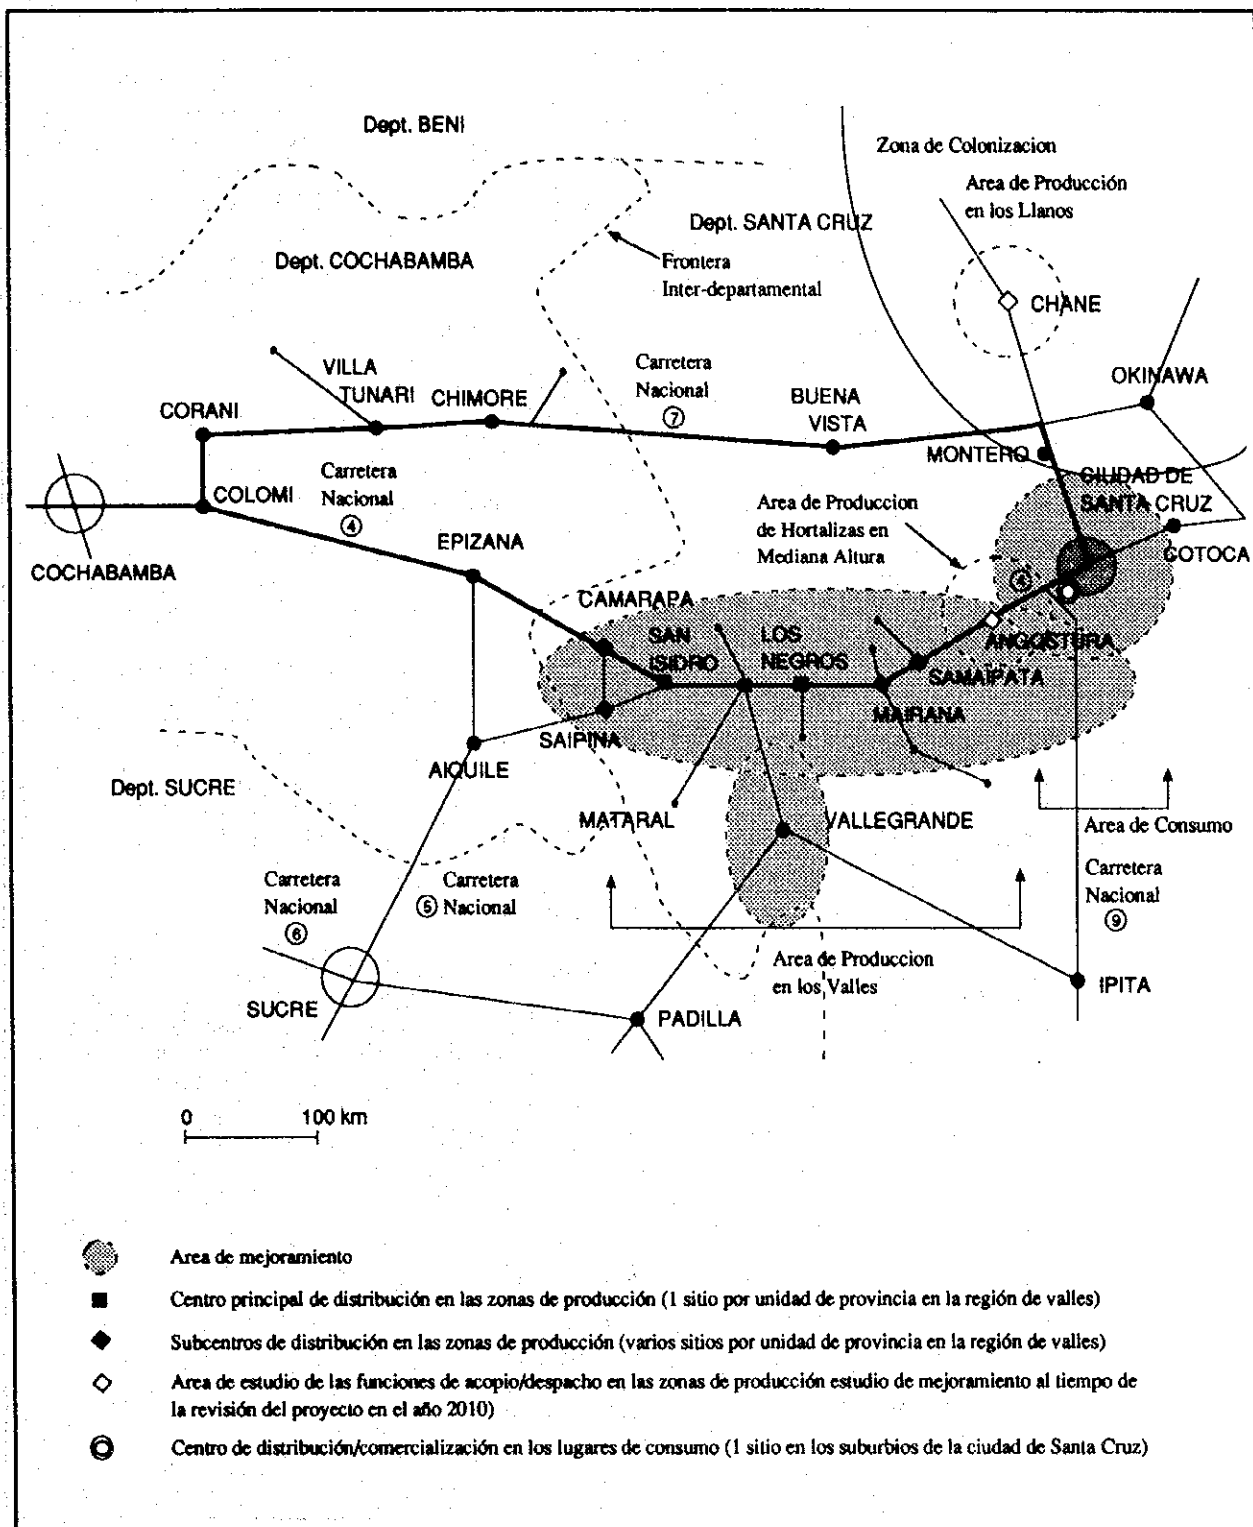 Dept. BENI
Zona de Colonizacion
Area de Producción
en los Llanos
Dept. SANTA CRUZ
Dept. COCHABAMBA
Frontera
Inter-departamental
CHANE
VILLA
TUNARI
CHIMORE
Carretera
Nacional
⑦
BUENA
VISTA
OKINAWA
CORANI
MONTERO
Carretera
Nacional
④
COLOMI
CIUDAD DE
SANTA CRUZ
Area de Produccion
de Hortalizas en
Mediana Altura
EPIZANA
COTOCA
COCHABAMBA
④
CAMARAPA
SAN
ISIDRO
LOS
NEGROS
ANGOSTURA
SAMAIPATA
MAIRANA
SAIPINA
AIQUILE
Dept. SUCRE
MATARAL
VALLEGRANDE
Area de Consumo
Carretera
Nacional
⑥
Carretera
⑤ Nacional
Carretera
Nacional
⑨
Area de Produccion
en los Valles
IPITA
SUCRE
PADILLA
0 100 km
Area de mejoramiento
Centro principal de distribución en las zonas de producción (1 sitio por unidad de provincia en la región de valles)
Subcentros de distribución en las zonas de producción (varios sitios por unidad de provincia en la región de valles)
Area de estudio de las funciones de acopio/despacho en las zonas de producción estudio de mejoramiento al tiempo de
la revisión del proyecto en el año 2010)
Centro de distribución/comercialización en los lugares de consumo (1 sitio en los suburbios de la ciudad de Santa Cruz)